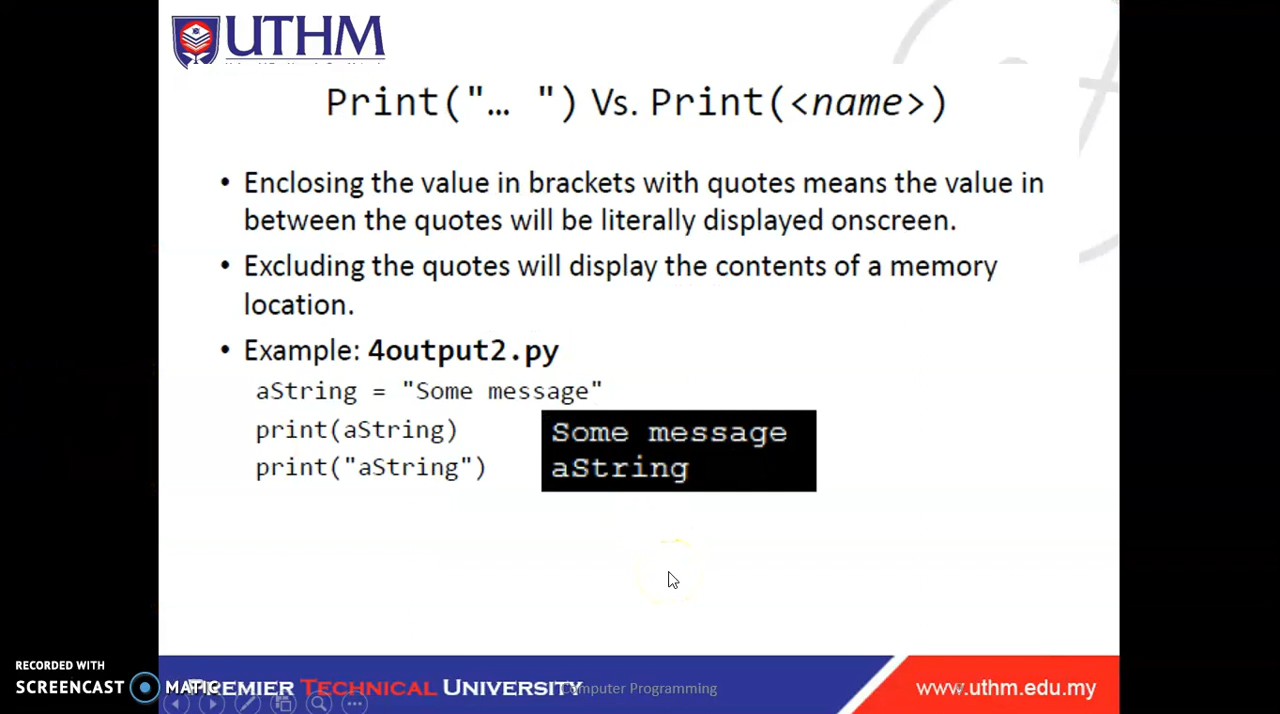 UTHM
Print("… ") Vs. Print(<name>)
• Enclosing the value in brackets with quotes means the value in
between the quotes will be literally displayed onscreen.
• Excluding the quotes will display the contents of a memory
location.
• Example: 4output2.py
aString = "Some message"
print(aString)
print("aString")
Some message
aString
RECORDED WITH
SCREENCAST MATIC
PREMIER TECHNICAL UNIVERSITY
Computer Programming
www.uthm.edu.my